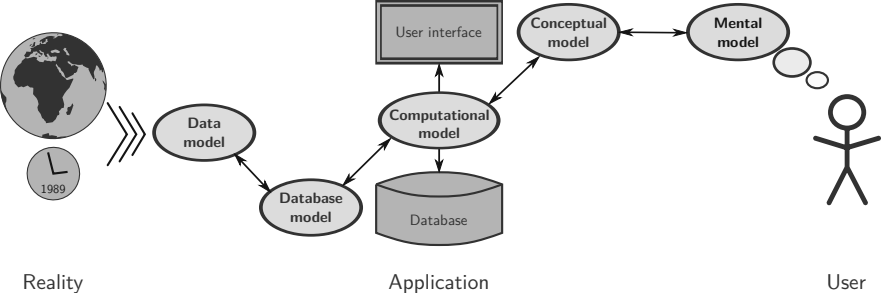 User interface
Conceptual
model
Mental
model
Data
model
Computational
model
1989
Database
model
Database
Reality
Application
User